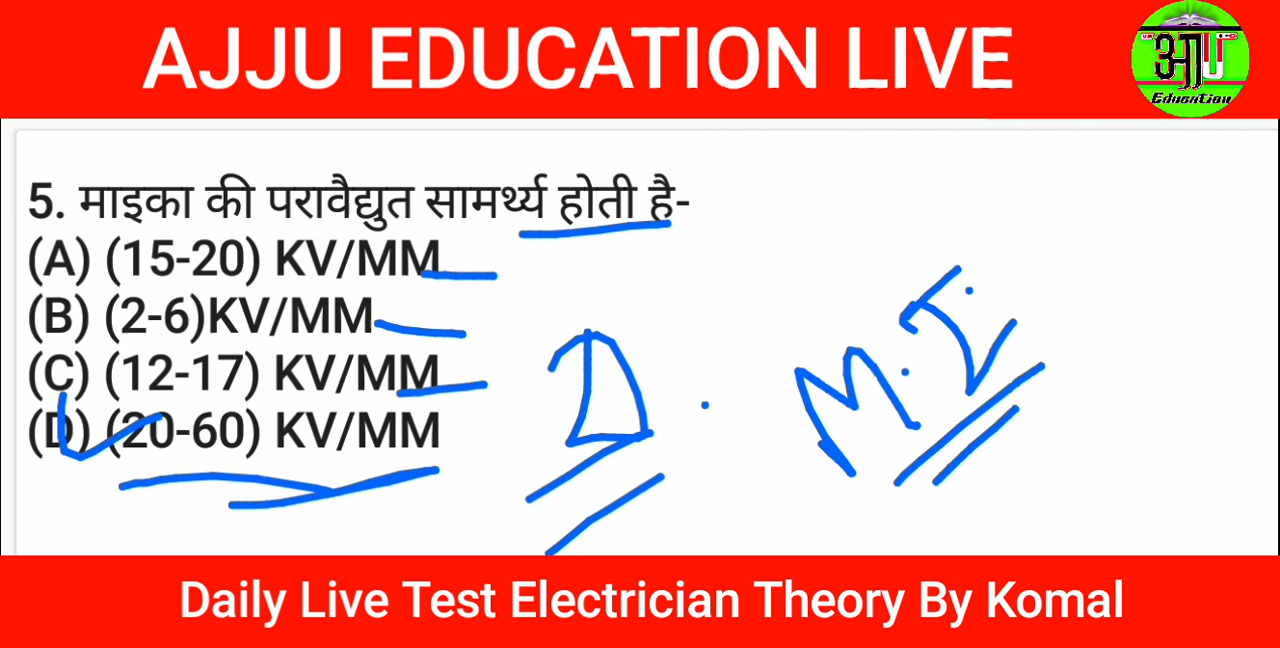 AJJU EDUCATION LIVE
अJU
Education
5. माइका की परावैद्युत सामर्थ्य होती है-
(A) (15-20) KV/MM
(B) (2-6)KV/MM
(C) (12-17) KV/MM
(D) (20-60) KV/MM
D. M.I.
Daily Live Test Electrician Theory By Komal